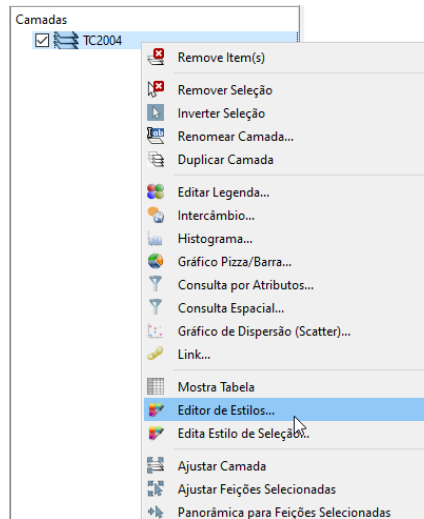 Camadas
TC2004
Remove Item(s)
Remover Seleção
Inverter Seleção
Renomear Camada...
Duplicar Camada
Editar Legenda...
Intercâmbio...
Histograma...
Gráfico Pizza/Barra...
Consulta por Atributos...
Consulta Espacial...
Gráfico de Dispersão (Scatter)...
Link...
Mostra Tabela
Editor de Estilos...
Edita Estilo de Seleção...
Ajustar Camada
Ajustar Feições Selecionadas
Panorâmica para Feições Selecionadas